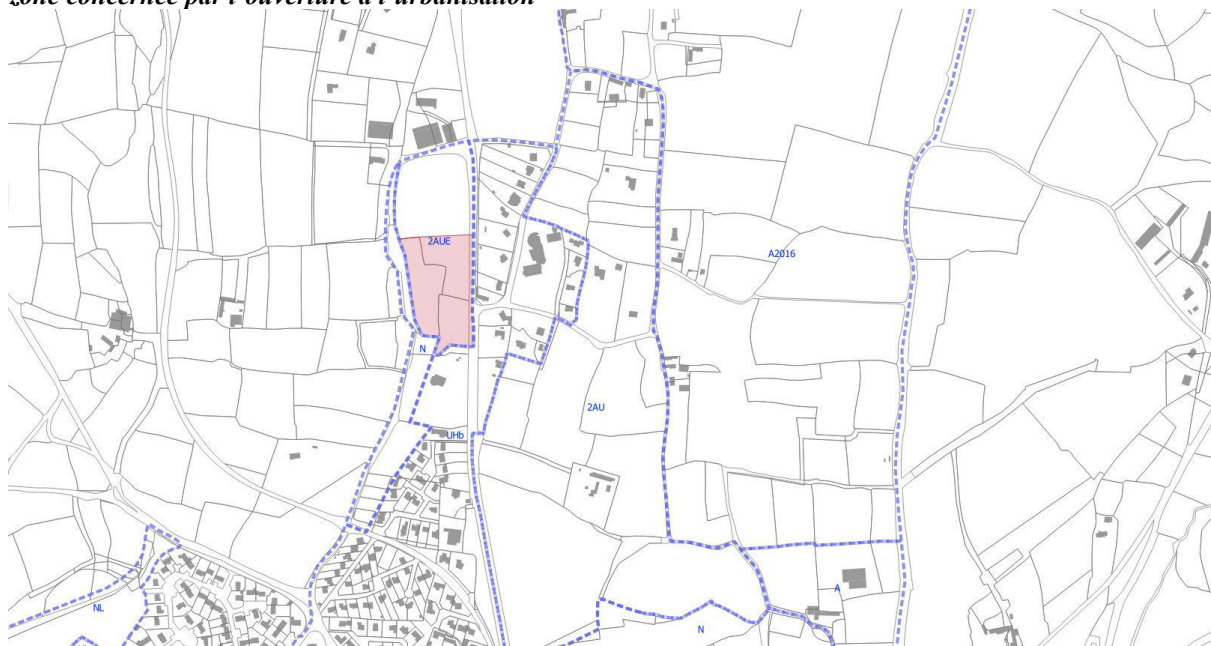 zone concernée par l'ouverture à l'urbanisation
2AUE
A2016
N
2AU
UHb
A
NL
N